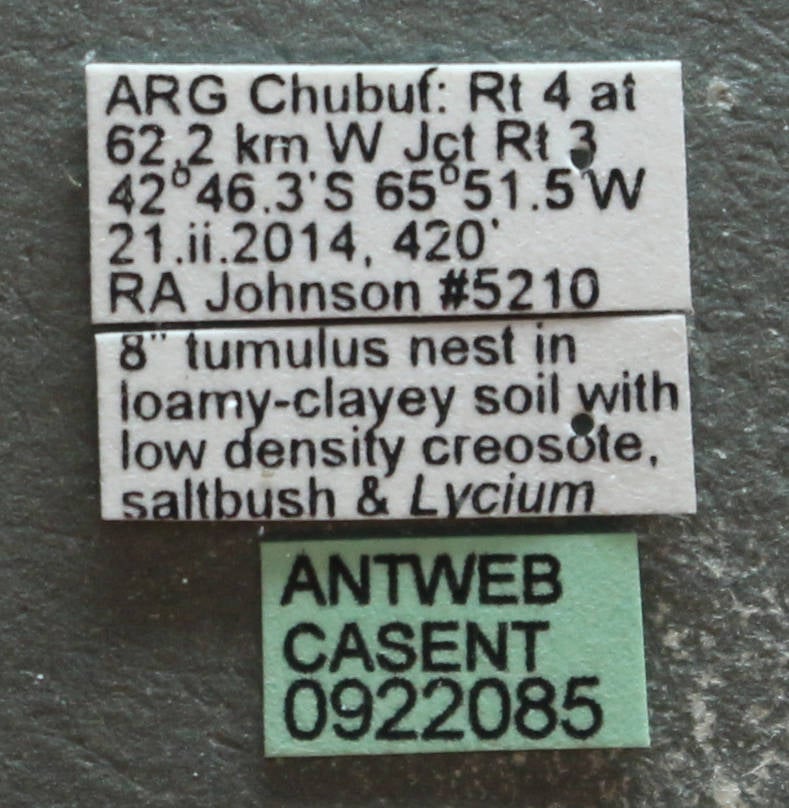 ARG Chubut: Rt 4 at
62.2 km W Jct Rt 3
42°46.3'S 65°51.5'W
21.ii.2014, 420'
RA Johnson #5210
8" tumulus nest in
loamy-clayey soil with
low density creosote,
saltbush & Lycium
ANTWEB
CASENT
0922085